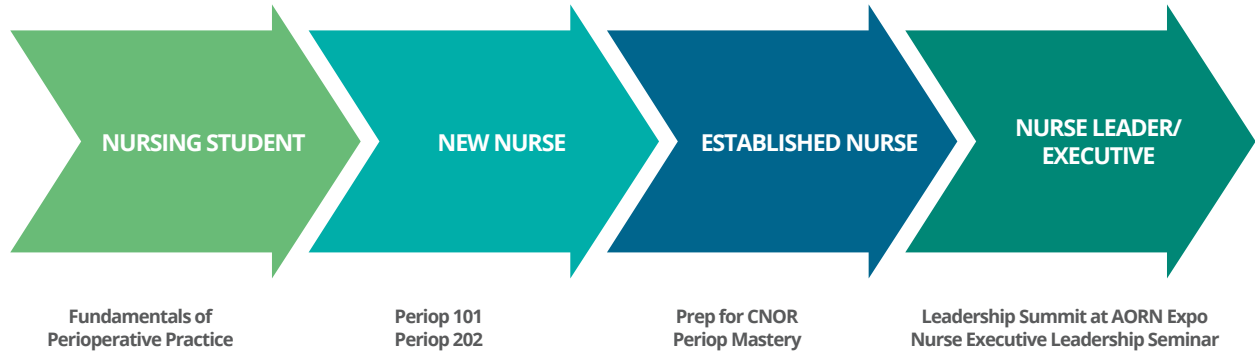 NURSING STUDENT
NEW NURSE
ESTABLISHED NURSE
NURSE LEADER/
EXECUTIVE
Fundamentals of
Perioperative Practice
Periop 101
Periop 202
Prep for CNOR
Periop Mastery
Leadership Summit at AORN Expo
Nurse Executive Leadership Seminar